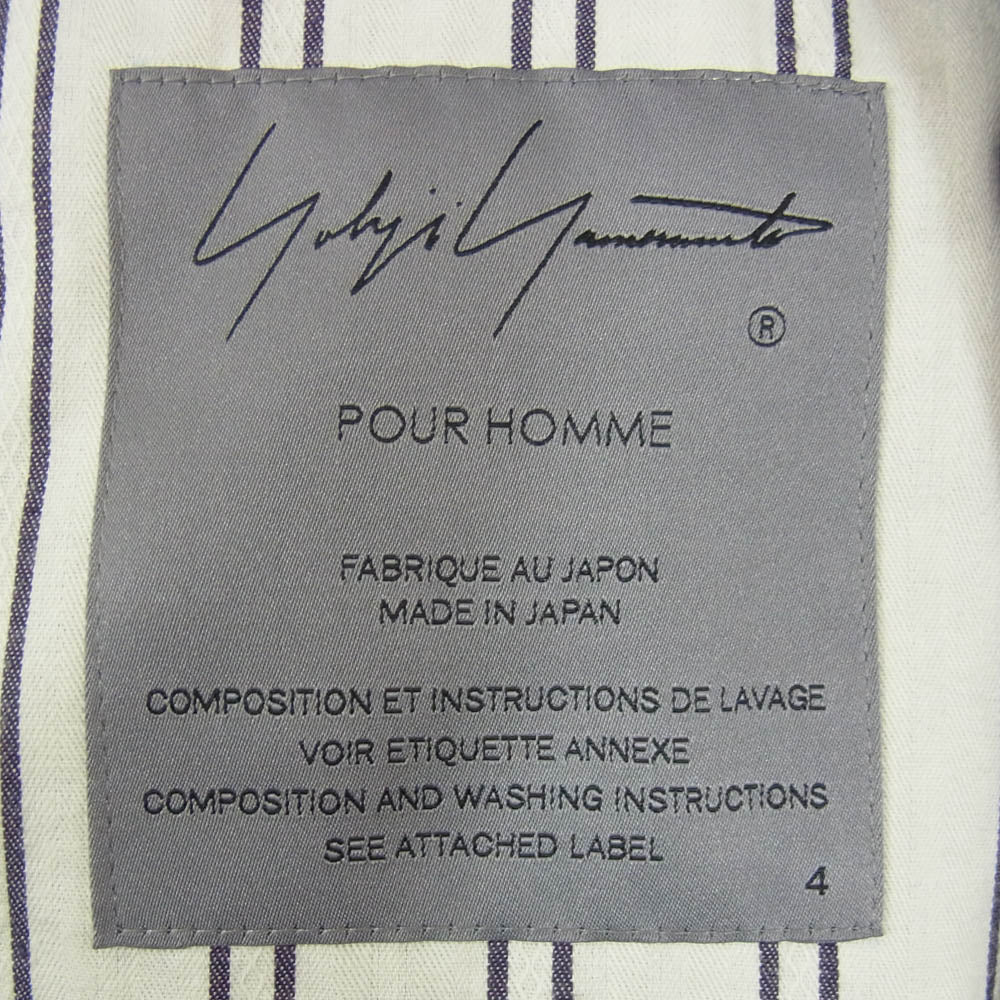 Yohji Yamamoto
®
POUR HOMME
FABRIQUE AU JAPON
MADE IN JAPAN
COMPOSITION ET INSTRUCTIONS DE LAVAGE
VOIR ETIQUETTE ANNEXE
COMPOSITION AND WASHING INSTRUCTIONS
SEE ATTACHED LABEL
4